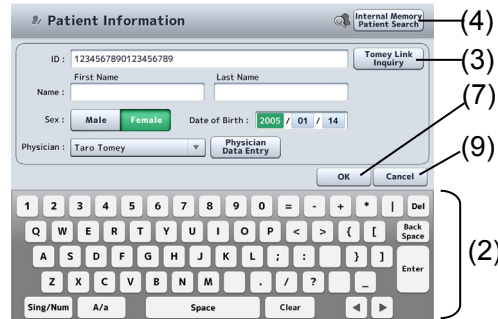 Patient Information
Internal Memory
Patient Search
(4)
ID : 1234567890123456789
Tomey Link
Inquiry
(3)
First Name Last Name
Name :
(7)
Sex : Male Female Date of Birth : 2005 / 01 / 14
Physician : Taro Tomey ▼ Physician
Data Entry
(9)
OK Cancel
1 2 3 4 5 6 7 8 9 0 = - + * | Del
Q W E R T Y U I O P < > { [ Back
Space
(2)
A S D F G H J K L ; : } ] Enter
Z X C V B N M . / ? _
Sing/Num A/a Space Clear ◀ ▶